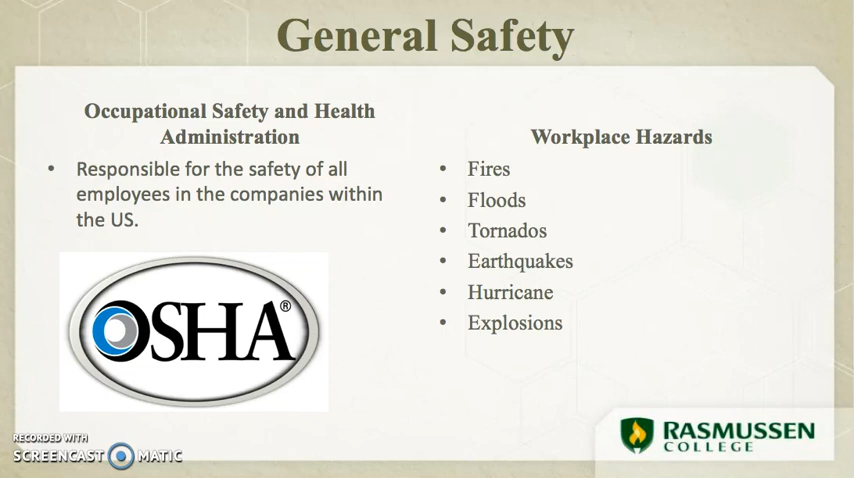 General Safety
Occupational Safety and Health
Administration
• Responsible for the safety of all
employees in the companies within
the US.
OSHA®
Workplace Hazards
• Fires
• Floods
• Tornados
• Earthquakes
• Hurricane
• Explosions
RECORDED WITH
SCREENCAST MATIC
RASMUSSEN
COLLEGE